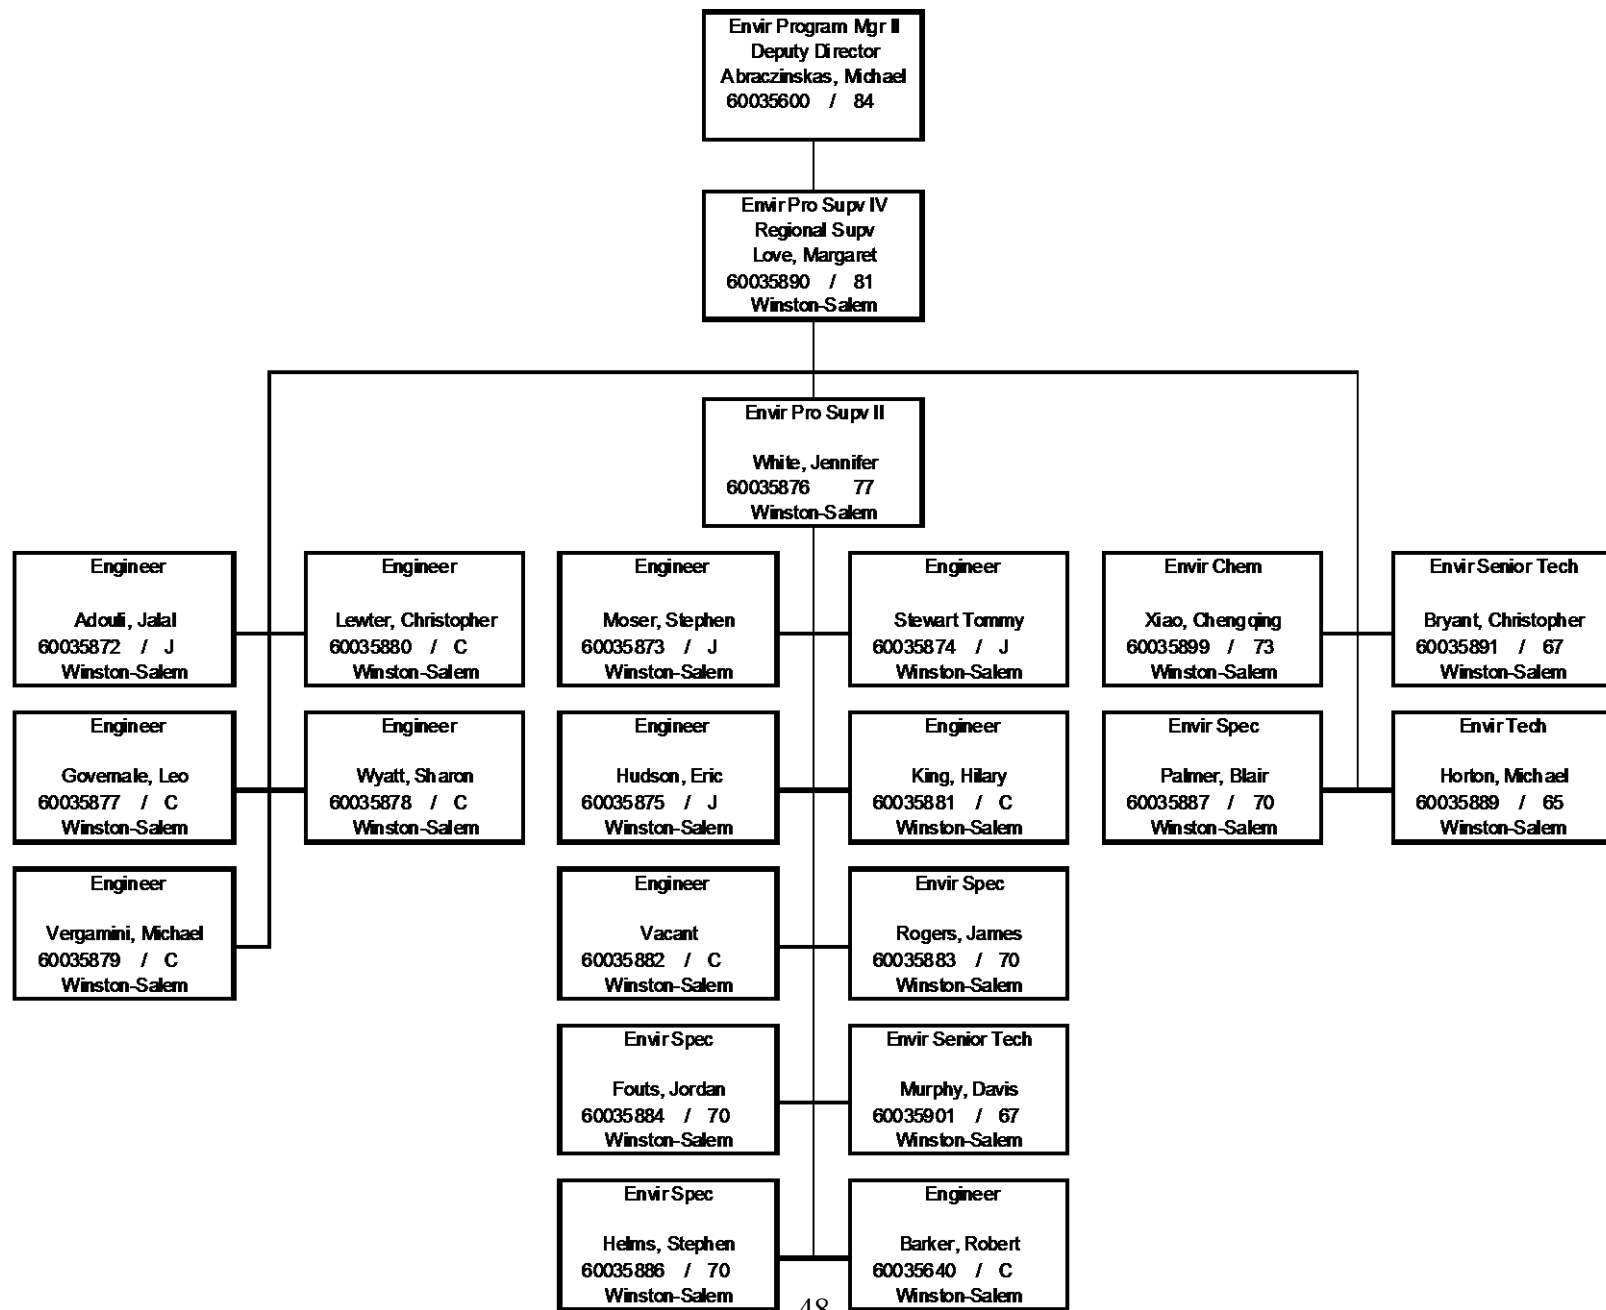 Envir Program Mgr II
Deputy Director
Abraczinskas, Michael
60035600 / 84
Envir Pro Supv IV
Regional Supv
Love, Margaret
60035890 / 81
Winston-Salem
Envir Pro Supv II
White, Jennifer
60035876 77
Winston-Salem
Engineer
Adouli, Jalal
60035872 / J
Winston-Salem
Engineer
Lewter, Christopher
60035880 / C
Winston-Salem
Engineer
Moser, Stephen
60035873 / J
Winston-Salem
Engineer
Stewart Tommy
60035874 / J
Winston-Salem
Envir Chem
Xiao, Chengqing
60035899 / 73
Winston-Salem
Envir Senior Tech
Bryant, Christopher
60035891 / 67
Winston-Salem
Engineer
Governale, Leo
60035877 / C
Winston-Salem
Engineer
Wyatt, Sharon
60035878 / C
Winston-Salem
Engineer
Hudson, Eric
60035875 / J
Winston-Salem
Engineer
King, Hilary
60035881 / C
Winston-Salem
Envir Spec
Palmer, Blair
60035887 / 70
Winston-Salem
Envir Tech
Horton, Michael
60035889 / 65
Winston-Salem
Engineer
Vergamini, Michael
60035879 / C
Winston-Salem
Engineer
Vacant
60035882 / C
Winston-Salem
Envir Spec
Rogers, James
60035883 / 70
Winston-Salem
Envir Spec
Fouts, Jordan
60035884 / 70
Winston-Salem
Envir Senior Tech
Murphy, Davis
60035901 / 67
Winston-Salem
Envir Spec
Helms, Stephen
60035886 / 70
Winston-Salem
Engineer
Barker, Robert
60035640 / C
Winston-Salem
48